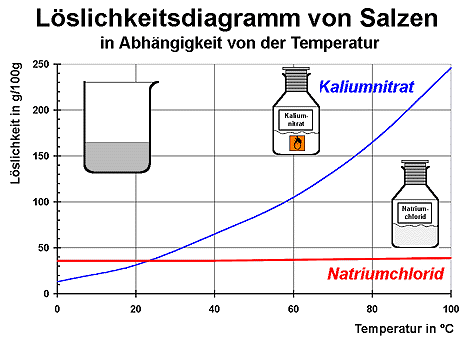 Löslichkeitsdiagramm von Salzen
in Abhängigkeit von der Temperatur
Löslichkeit in g/100g
250
200
150
100
50
0
0
20
40
60
80
100
Temperatur in °C
Kaliumnitrat
Kalium-
nitrat
Natrium-
chlorid
Natriumchlorid